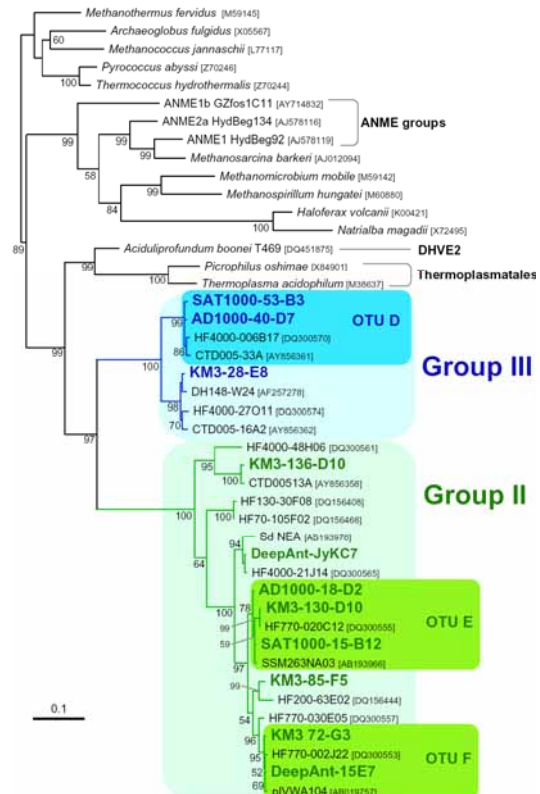 Methanothermus fervidus [M59145]
Archaeoglobus fulgidus [X05567]
60
Methanococcus jannaschii [L77117]
Pyrococcus abyssi [Z70246]
100
Thermococcus hydrothermalis [Z70244]
ANME1b GZfos1C11 [AY714832]
ANME2a HydBeg134 [AJ578116]
ANME groups
99
ANME1 HydBeg92 [AJ578119]
99
Methanosarcina barkeri [AJ012094]
58
Methanomicrobium mobile [M59142]
99
Methanospirillum hungatei [M60880]
84
Haloferax volcanii [K00421]
100
Natrialba magadii [X72495]
89
Aciduliprofundum boonei T469 [DQ451875]
DHVE2
99
Picrophilus oshimae [X84901]
Thermoplasmatales
100
Thermoplasma acidophilum [M38637]
SAT1000-53-B3
99
AD1000-40-D7
OTU D
HF4000-006B17 [DQ300570]
99
86
CTD005-33A [AY856361]
100
Group III
KM3-28-E8
DH148-W24 [AF257278]
98
HF4000-27O11 [DQ300574]
70
CTD005-16A2 [AY856362]
97
HF4000-48H06 [DQ300561]
95
KM3-136-D10
100
CTD00513A [AY856358]
Group II
HF130-30F08 [DQ156408]
100
100
HF70-105F02 [DQ156466]
94
Sd NEA [AB193970]
DeepAnt-JyKC7
64
HF4000-21J14 [DQ300565]
AD1000-18-D2
100
78
KM3-130-D10
99
HF770-020C12 [DQ300555]
OTU E
59
SAT1000-15-B12
SSM263NA03 [AB193966]
97
KM3-85-F5
99
HF200-63E02 [DQ156444]
54
HF770-030E05 [DQ300557]
0.1
96
KM3 72-G3
95
HF770-002J22 [DQ300553]
OTU F
52
DeepAnt-15E7
69
pIVWA104 [AB019757]